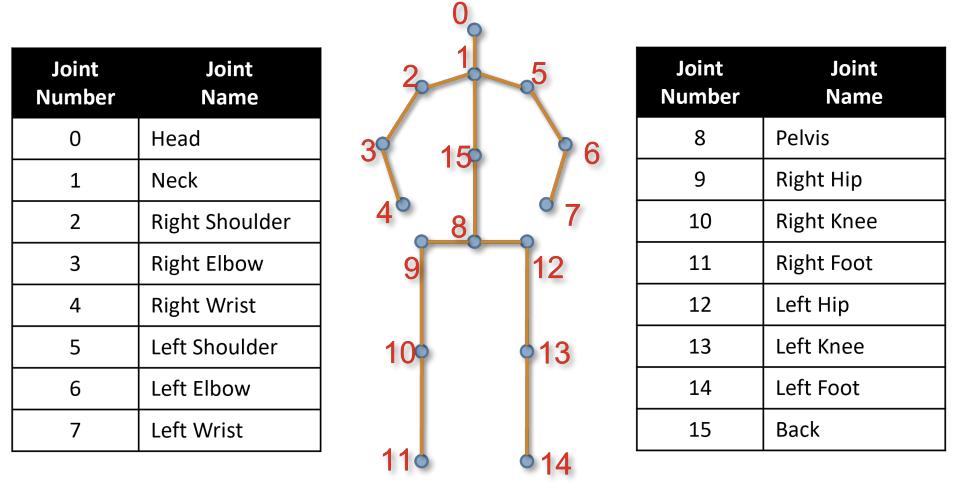 Joint Number Joint Name
0 Head
1 Neck
2 Right Shoulder
3 Right Elbow
4 Right Wrist
5 Left Shoulder
6 Left Elbow
7 Left Wrist
0
1
2
5
3
15
6
4
7
8
9
12
10
13
11
14
Joint Number Joint Name
8 Pelvis
9 Right Hip
10 Right Knee
11 Right Foot
12 Left Hip
13 Left Knee
14 Left Foot
15 Back